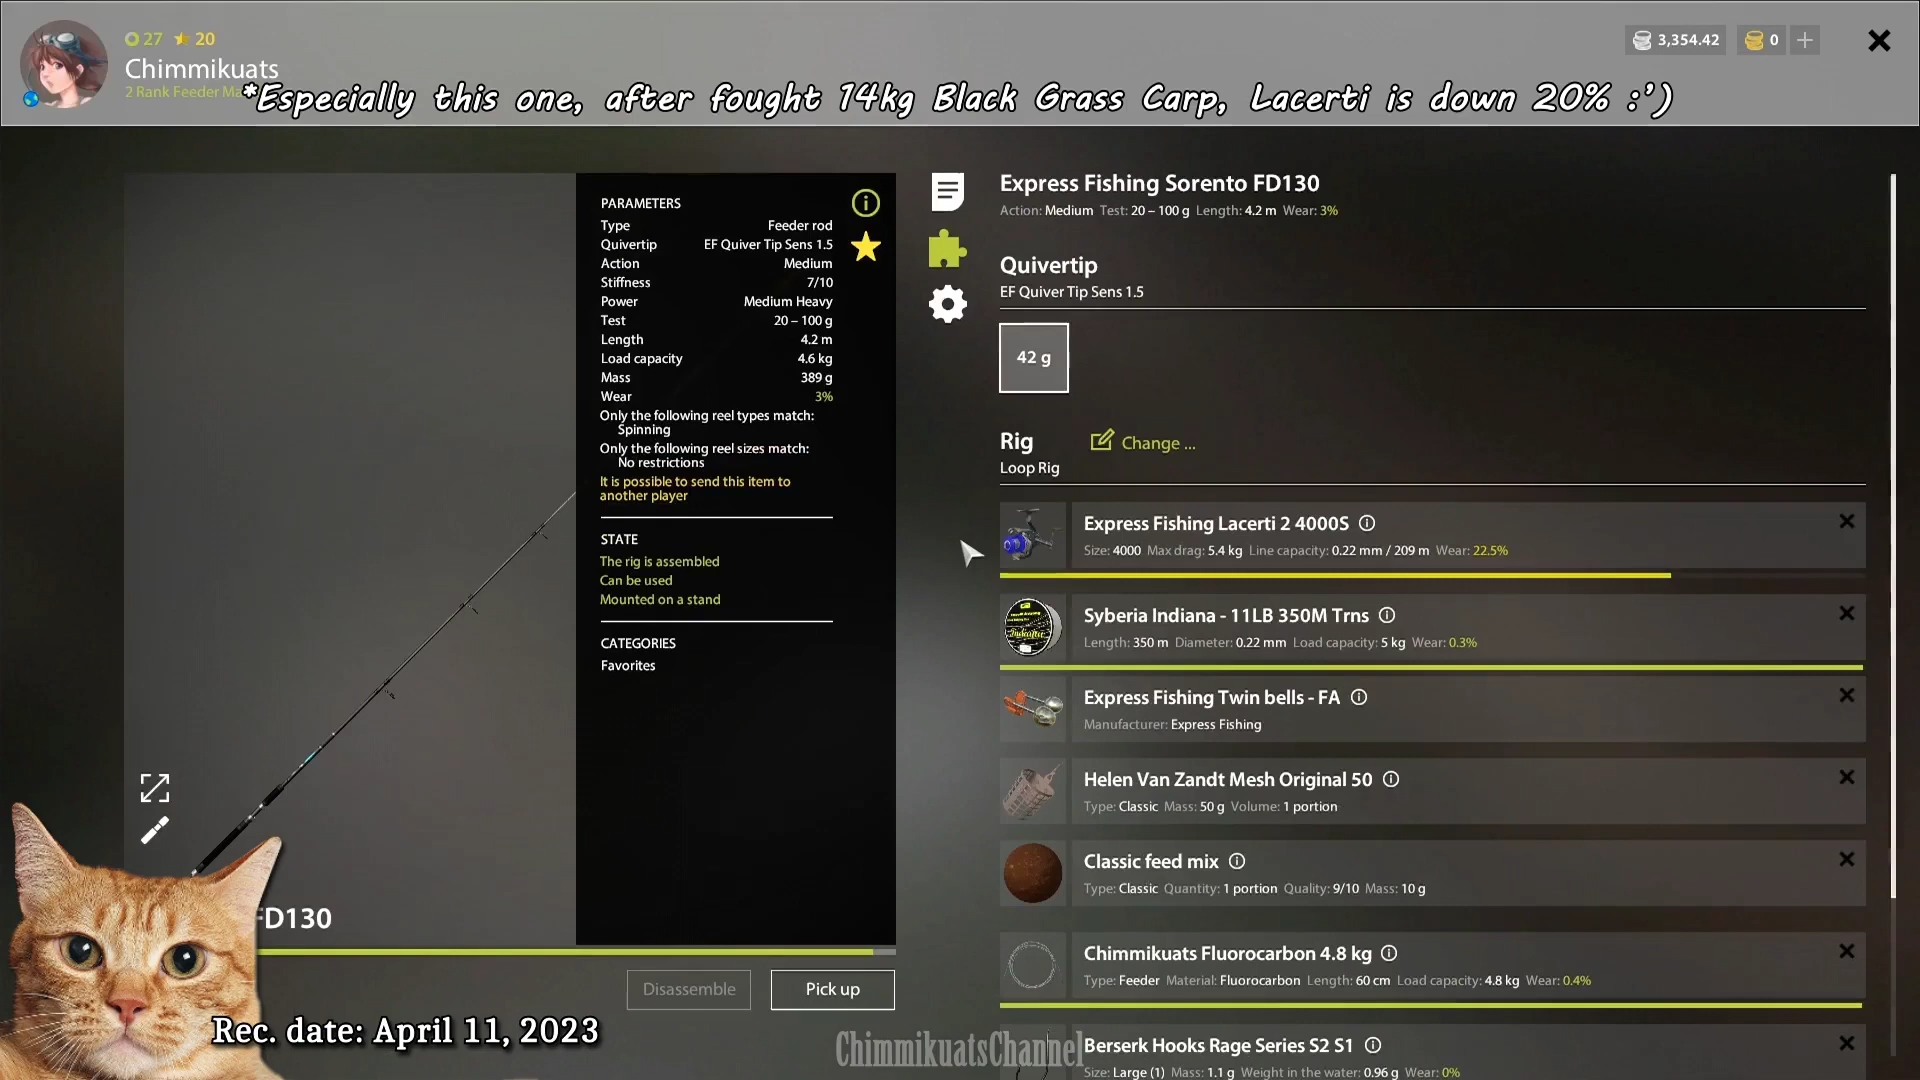 27 20
Chimmikuats
2 Rank Feeder Ma
*Especially this one, after fought 14kg Black Grass Carp, Lacerti is down 20% :')
3,354.42 0
PARAMETERS
Type Feeder rod
Quivertip EF Quiver Tip Sens 1.5
Action Medium
Stiffness 7/10
Power Medium Heavy
Test 20 – 100 g
Length 4.2 m
Load capacity 4.6 kg
Mass 389 g
Wear 3%
Only the following reel types match:
Spinning
Only the following reel sizes match:
No restrictions
It is possible to send this item to
another player
STATE
The rig is assembled
Can be used
Mounted on a stand
CATEGORIES
Favorites
FD130
Disassemble
Pick up
Express Fishing Sorento FD130
Action: Medium Test: 20 – 100 g Length: 4.2 m Wear: 3%
Quivertip
EF Quiver Tip Sens 1.5
42 g
Rig Change ...
Loop Rig
Express Fishing Lacerti 2 4000S
Size: 4000 Max drag: 5.4 kg Line capacity: 0.22 mm / 209 m Wear: 22.5%
Syberia Indiana - 11LB 350M Trns
Length: 350 m Diameter: 0.22 mm Load capacity: 5 kg Wear: 0.3%
Express Fishing Twin bells - FA
Manufacturer: Express Fishing
Helen Van Zandt Mesh Original 50
Type: Classic Mass: 50 g Volume: 1 portion
Classic feed mix
Type: Classic Quantity: 1 portion Quality: 9/10 Mass: 10 g
Chimmikuats Fluorocarbon 4.8 kg
Type: Feeder Material: Fluorocarbon Length: 60 cm Load capacity: 4.8 kg Wear: 0.4%
Berserk Hooks Rage Series S2 S1
Size: Large (1) Mass: 1.1 g Weight in the water: 0.96 g Wear: 0%
Rec. date: April 11, 2023
ChimmikuatsChannel